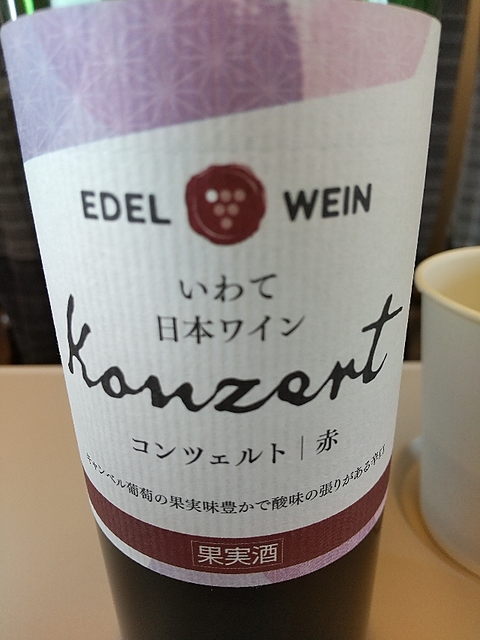 EDEL WEIN
いわて
日本ワイン
Konzert
コンツェルト｜赤
キャンベル葡萄の果実味豊かで酸味の張りがある辛口
果実酒